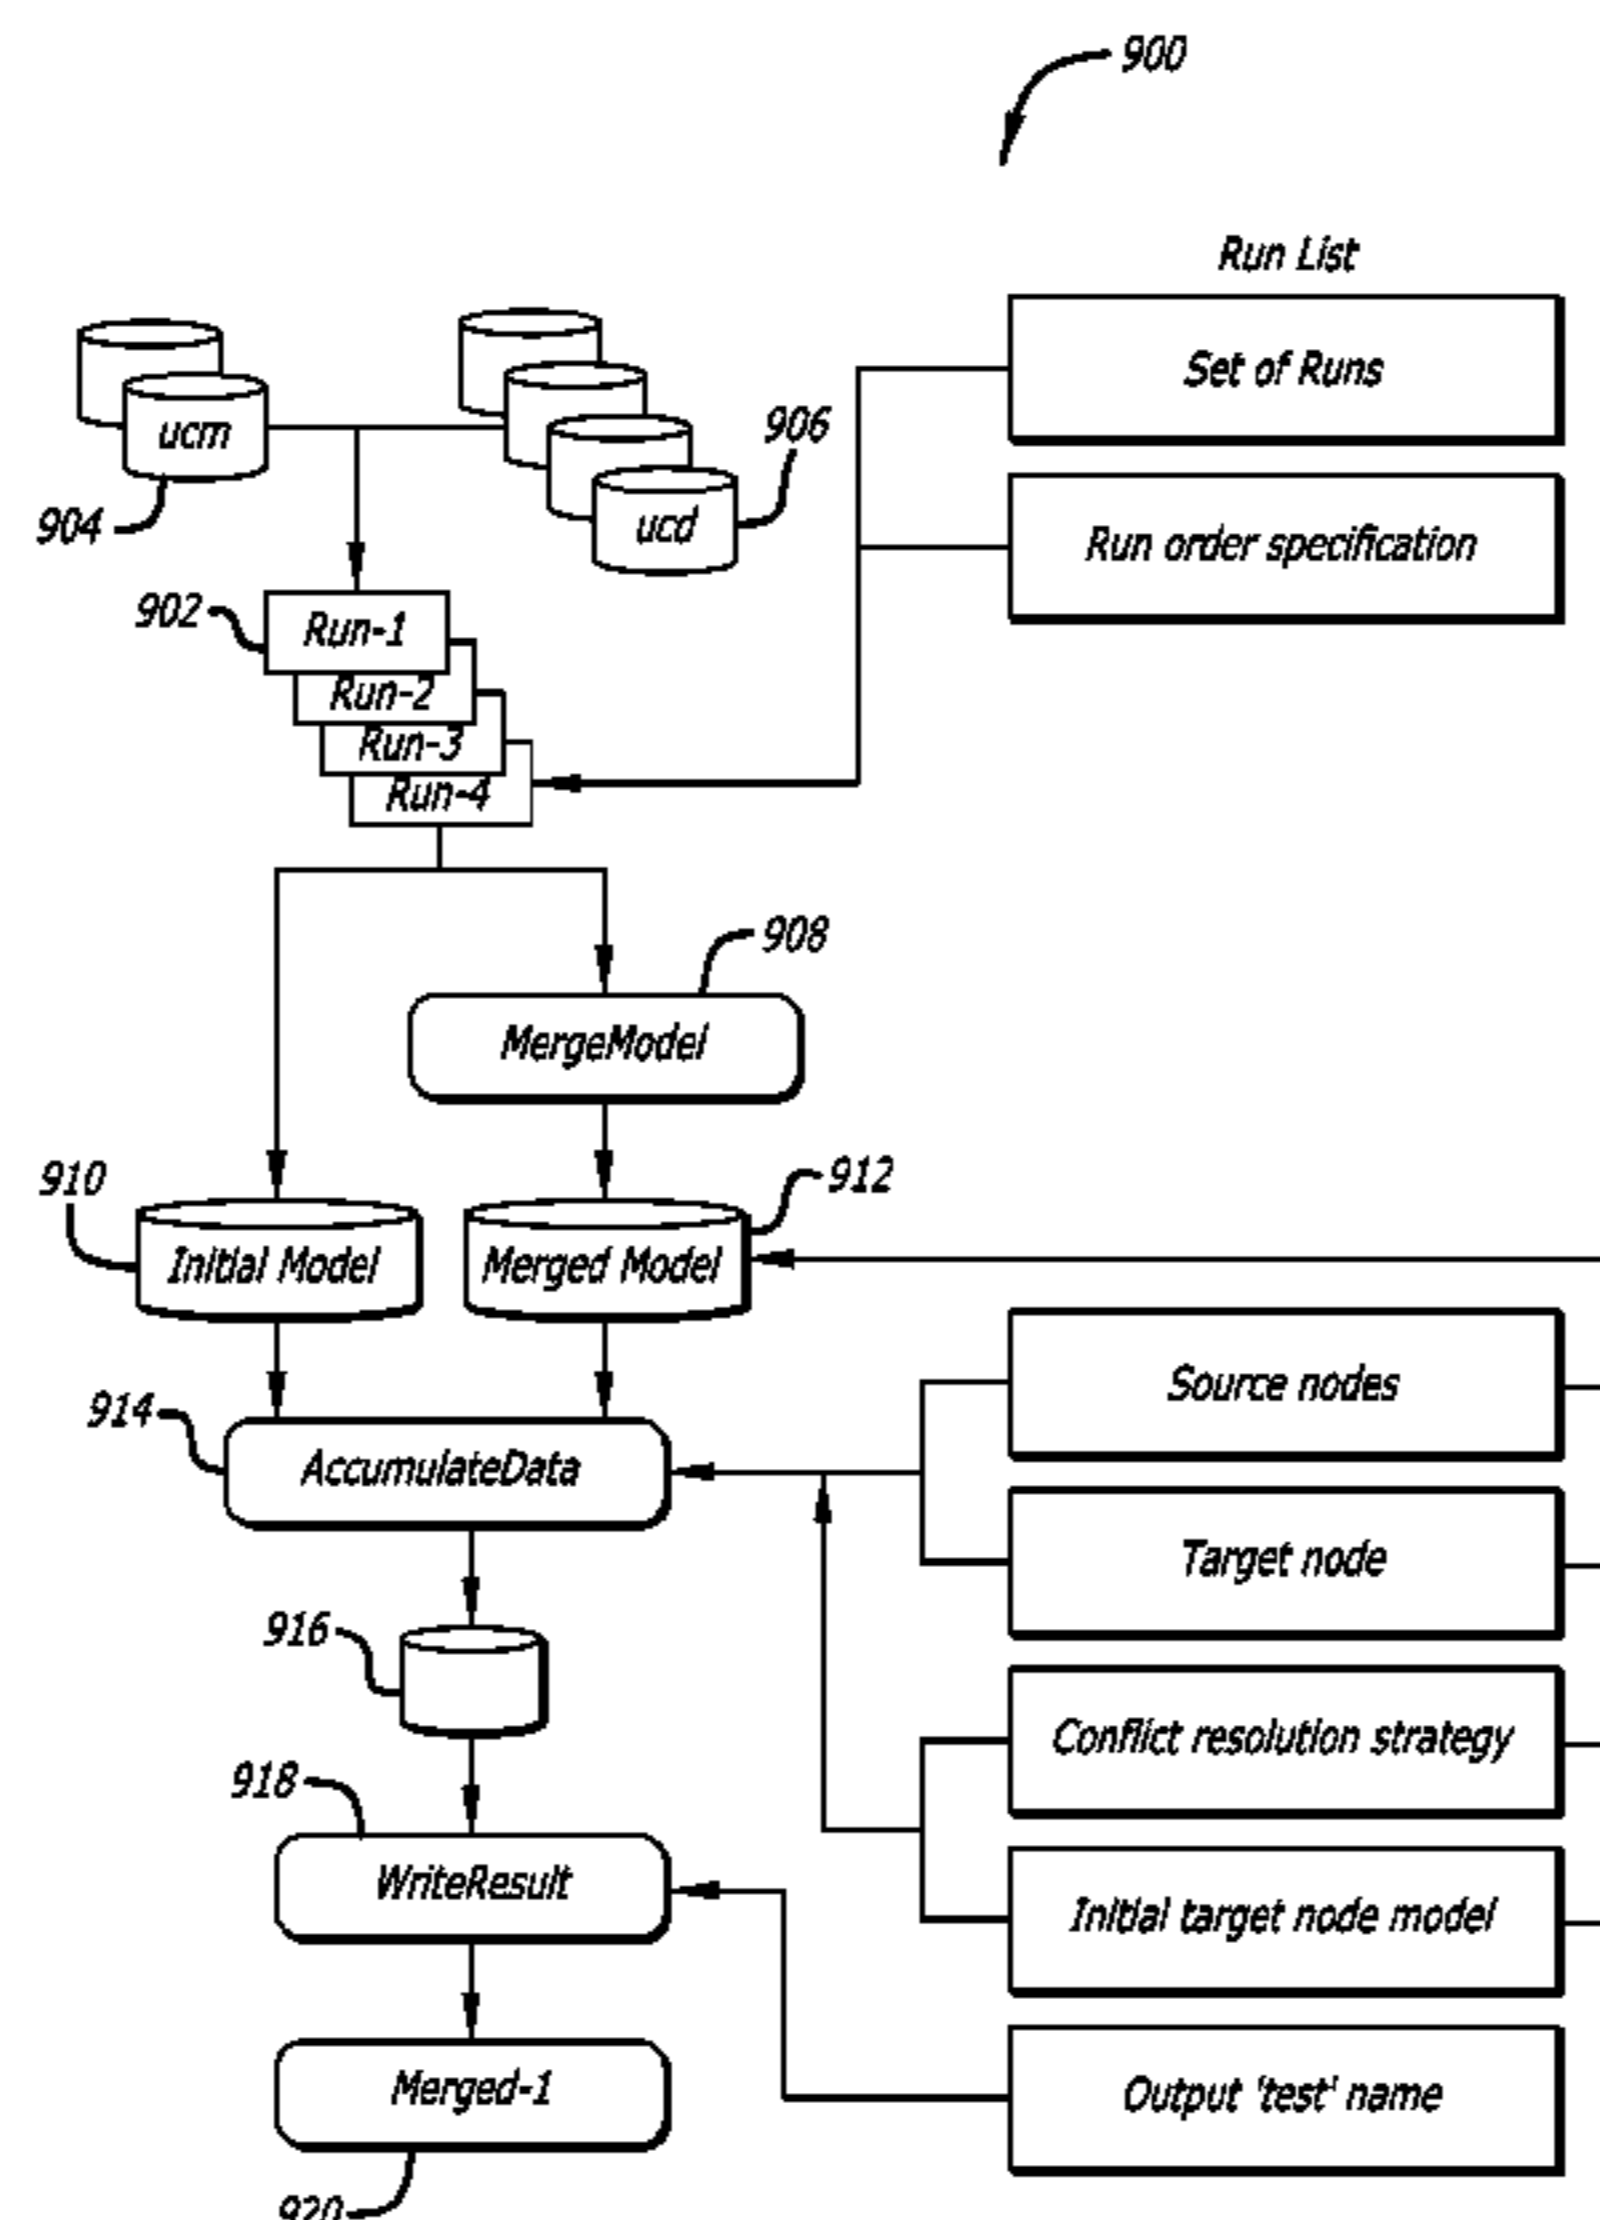 900
Run List
Set of Runs
ucm
906
904
ucd
Run order specification
902
Run-1
Run-2
Run-3
Run-4
908
MergeModel
910
912
Initial Model
Merged Model
Source nodes
914
AccumulateData
Target node
916
Conflict resolution strategy
918
WriteResult
Initial target node model
Merged-1
Output 'test' name
920